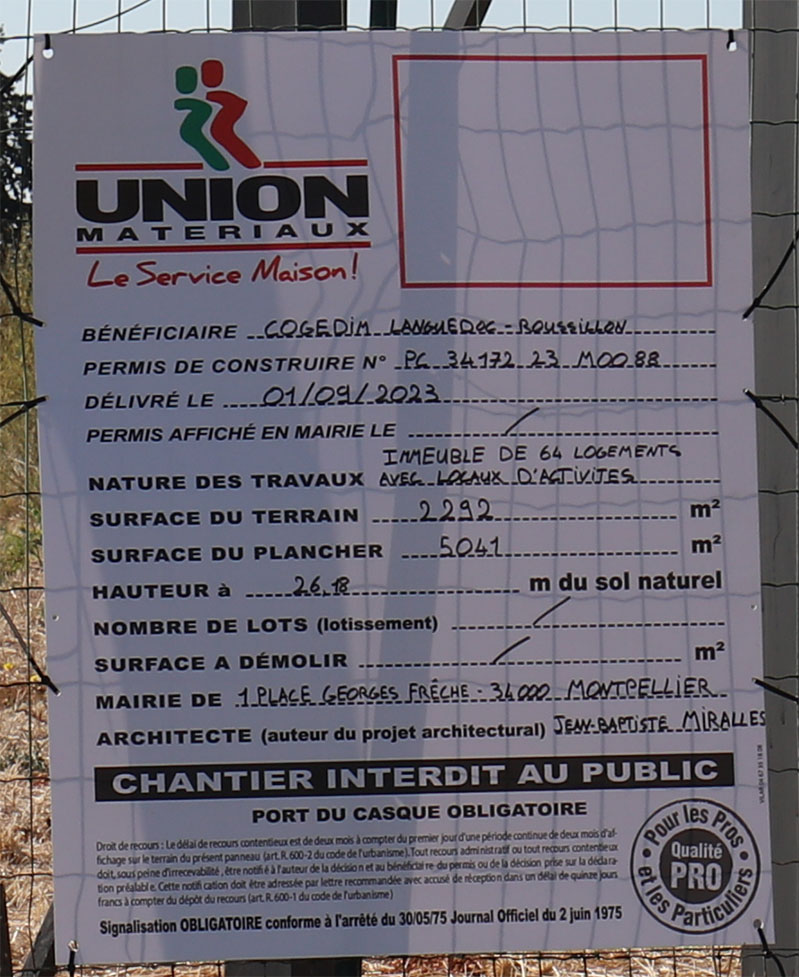 UNION
MATERIAUX
Le Service Maison!
BÉNÉFICIAIRE COGEDIM LANGUEDOC - ROUSSILLON
PERMIS DE CONSTRUIRE N° PC 34172 23 M0088
DÉLIVRÉ LE 01/09/2023
PERMIS AFFICHÉ EN MAIRIE LE /
IMMEUBLE DE 64 LOGEMENTS
NATURE DES TRAVAUX AVEC LOCAUX D'ACTIVITES
SURFACE DU TERRAIN 2292 m²
SURFACE DU PLANCHER 5041 m²
HAUTEUR à 26,18 m du sol naturel
NOMBRE DE LOTS (lotissement) /
SURFACE A DÉMOLIR / m²
MAIRIE DE 1 PLACE GEORGES FRÊCHE - 34000 MONTPELLIER
ARCHITECTE (auteur du projet architectural) JEAN-BAPTISTE MIRALLES
CHANTIER INTERDIT AU PUBLIC
PORT DU CASQUE OBLIGATOIRE
Droit de recours : Le délai de recours contentieux est de deux mois à compter du premier jour d'une période continue de deux mois d'af-
fichage sur le terrain du présent panneau (art. R. 600-2 du code de l'urbanisme). Tout recours administratif ou tout recours contentieux
doit, sous peine d'irrecevabilité, être notifié à l'auteur de la décision et au bénéficiaire du permis ou de la décision prise sur la déclara-
tion préalable. Cette notification doit être adressée par lettre recommandée avec accusé de réception dans un délai de quinze jours
francs à compter du dépôt du recours (art. R. 600-1 du code de l'urbanisme)
Signalisation OBLIGATOIRE conforme à l'arrêté du 30/05/75 Journal Officiel du 2 juin 1975
Pour les Pros
Qualité
PRO
et les Particuliers